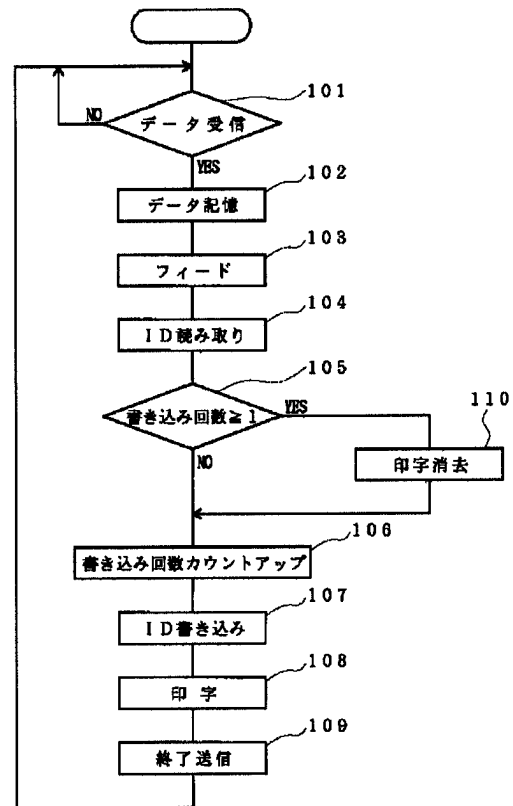 101
データ受信
NO
YES
102
データ記憶
103
フィード
104
ID読み取り
105
書き込み回数≧1
YES
110
印字消去
NO
106
書き込み回数カウントアップ
107
ID書き込み
108
印 字
109
終了送信